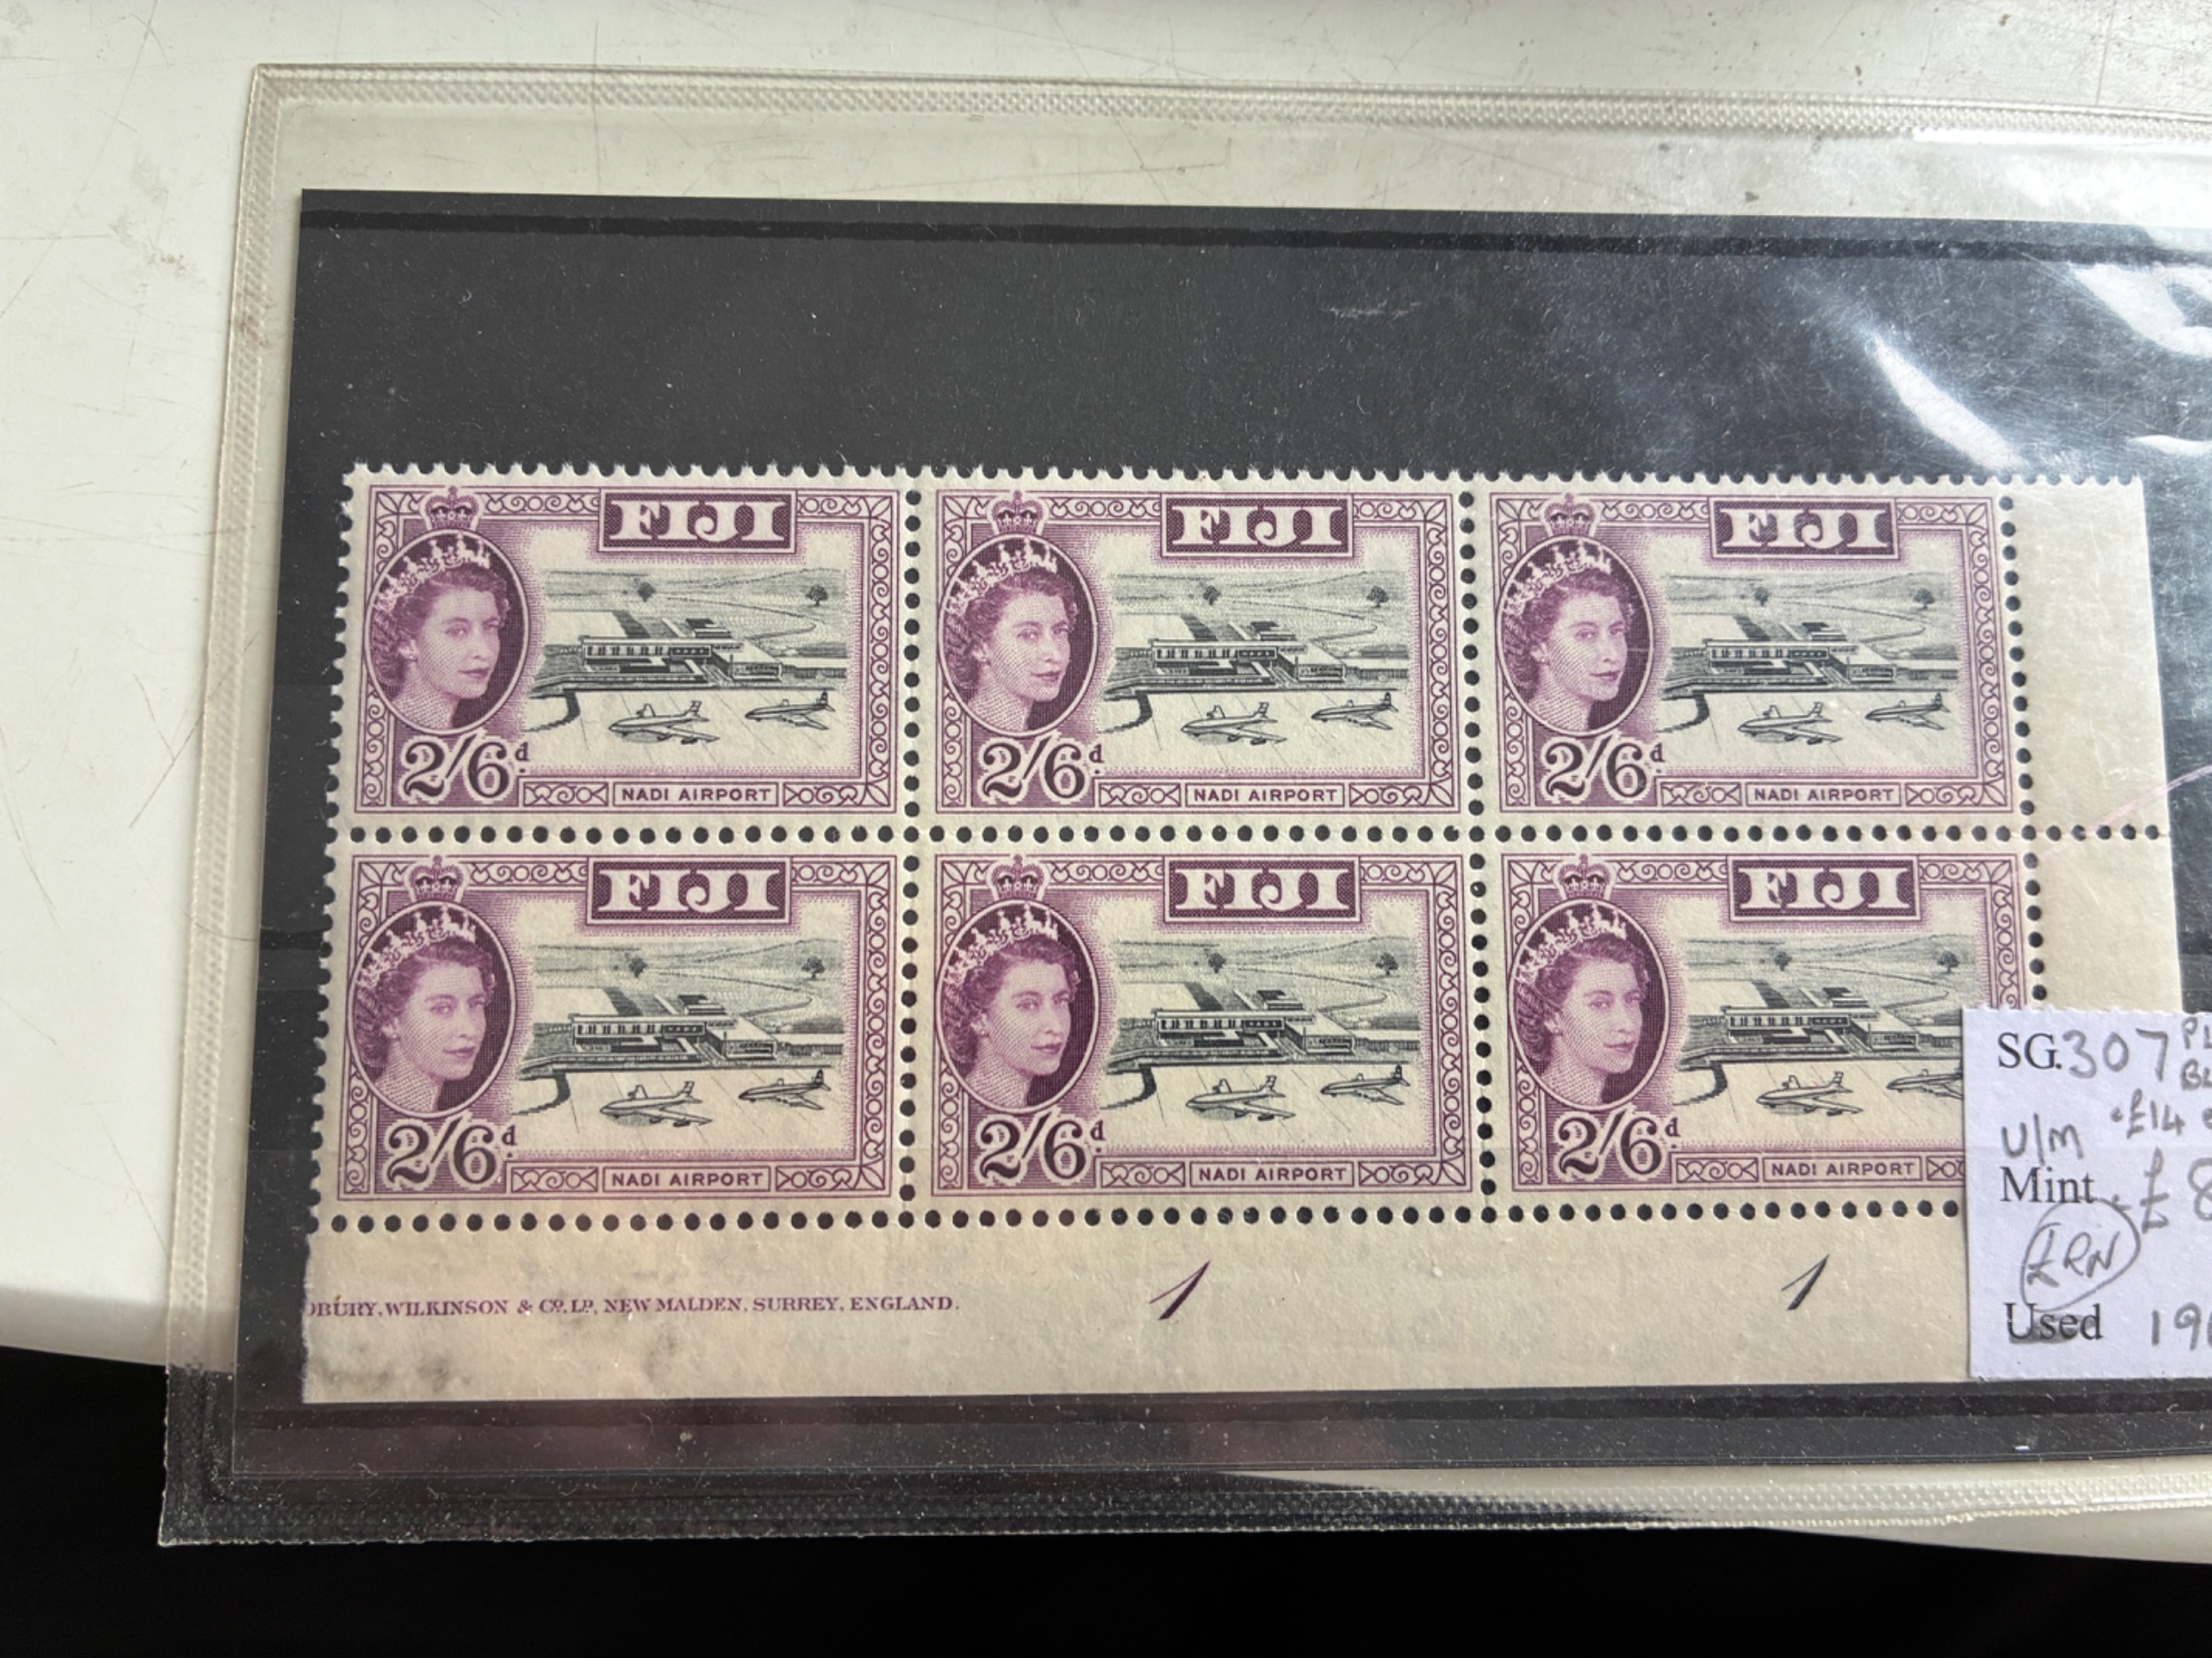 FIJI FIJI FIJI
2/6d 2/6d 2/6d
NADI AIRPORT NADI AIRPORT NADI AIRPORT
FIJI FIJI FIJI
2/6d 2/6d 2/6d
NADI AIRPORT NADI AIRPORT NADI AIRPORT
DBURY, WILKINSON & CO. LD, NEW MALDEN, SURREY, ENGLAND. 1 1
SG. 307
U/M £14
Mint £8
Used